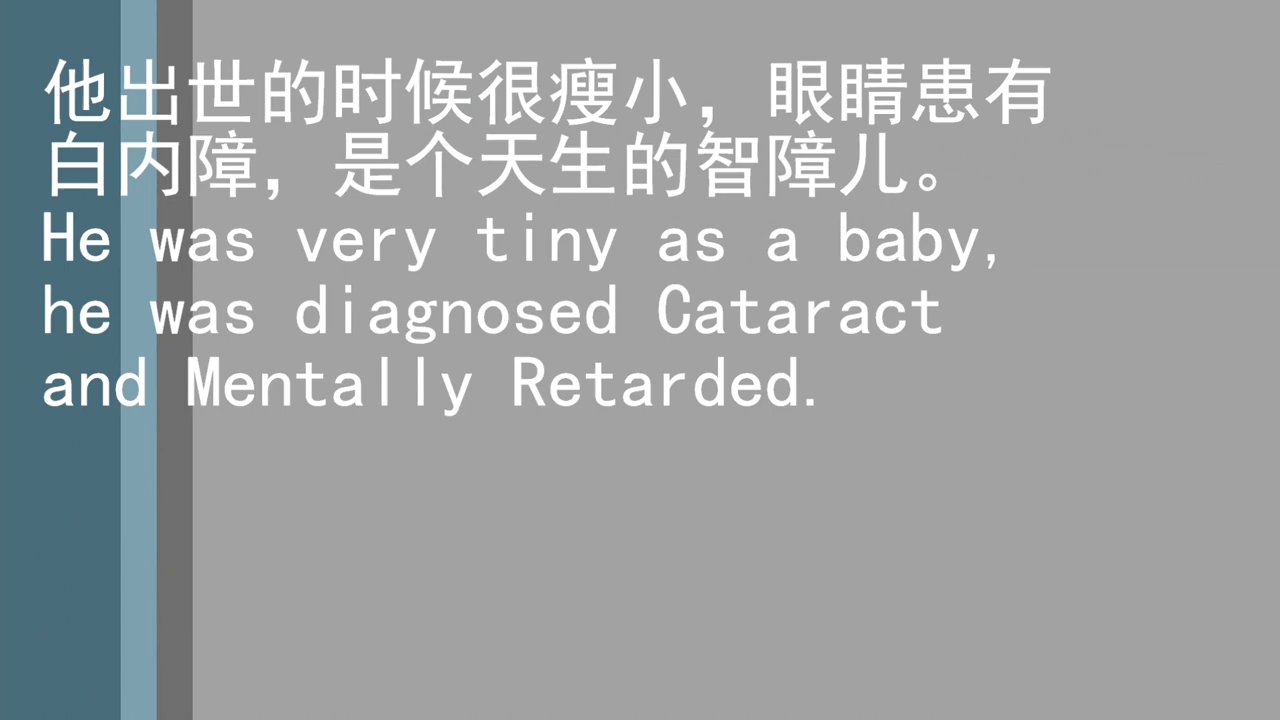 他出世的时候很瘦小，眼睛患有
白内障，是个天生的智障儿。
He was very tiny as a baby,
he was diagnosed Cataract
and Mentally Retarded.